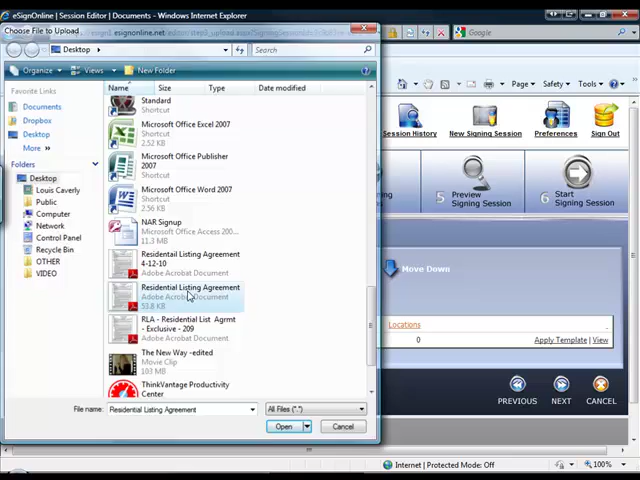 eSignOnline | Session Editor | Documents - Windows Internet Explorer
Choose File to Upload
Google
Desktop
Search
Organize
Views
New Folder
Page
Safety
Tools
Favorite Links
Documents
Dropbox
Desktop
More »
Folders
Desktop
Louis Caverly
Public
Computer
Network
Control Panel
Recycle Bin
OTHER
VIDEO
Name
Size
Type
Date modified
Standard
Shortcut
Microsoft Office Excel 2007
Shortcut
2.52 KB
Microsoft Office Publisher
2007
Shortcut
Microsoft Office Word 2007
Shortcut
2.56 KB
NAR Signup
Microsoft Office Access 200...
11.3 MB
Residentail Listing Agreement
4-12-10
Adobe Acrobat Document
Residential Listing Agreement
Adobe Acrobat Document
53.8 KB
RLA - Residential List Agrmt
- Exclusive - 209
Adobe Acrobat Document
The New Way -edited
Movie Clip
103 MB
ThinkVantage Productivity
Center
File name:
Residential Listing Agreement
All Files (*.*)
Open
Cancel
Session History
New Signing Session
Preferences
Sign Out
5 Preview
Signing Session
6 Start
Signing Session
Move Down
Locations
0
Apply Template | View
PREVIOUS
NEXT
CANCEL
Internet | Protected Mode: Off
100%